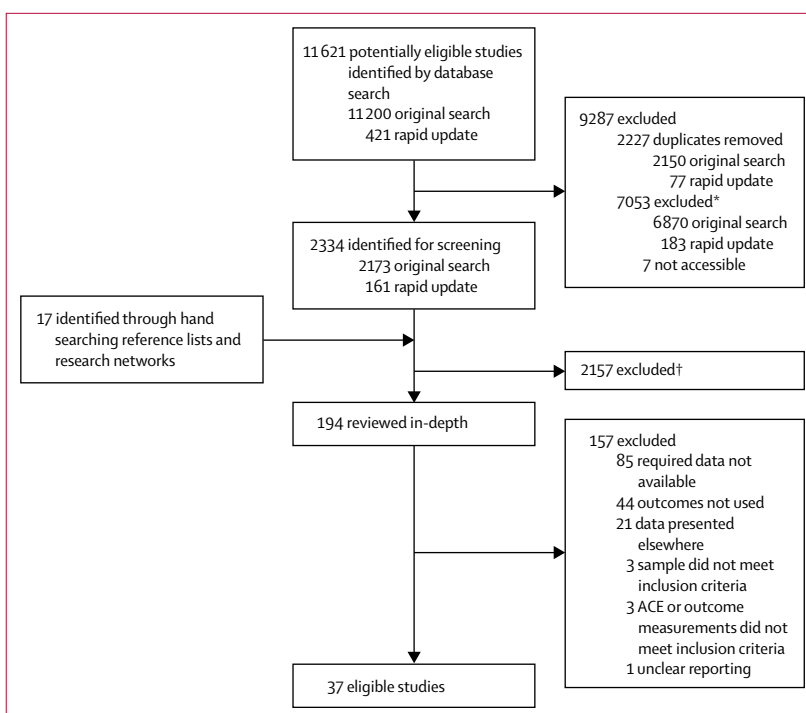 11 621 potentially eligible studies
identified by database
search
11 200 original search
421 rapid update
9287 excluded
2227 duplicates removed
2150 original search
77 rapid update
7053 excluded*
6870 original search
183 rapid update
7 not accessible
2334 identified for screening
2173 original search
161 rapid update
17 identified through hand
searching reference lists and
research networks
2157 excluded†
194 reviewed in-depth
157 excluded
85 required data not
available
44 outcomes not used
21 data presented
elsewhere
3 sample did not meet
inclusion criteria
3 ACE or outcome
measurements did not
meet inclusion criteria
1 unclear reporting
37 eligible studies